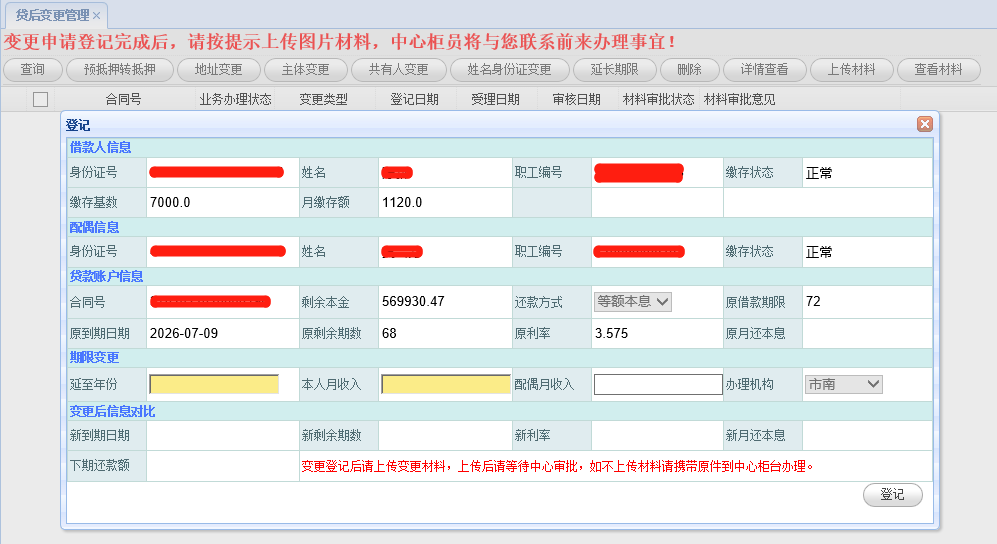 贷后变更管理
变更申请登记完成后，请按提示上传图片材料，中心柜员将与您联系前来办理事宜！
查询 预抵押转抵押 地址变更 主体变更 共有人变更 姓名身份证变更 延长期限 删除 详情查看 上传材料 查看材料
合同号 业务办理状态 变更类型 登记日期 受理日期 审核日期 材料审批状态 材料审批意见
登记
借款人信息
身份证号 姓名 职工编号 缴存状态 正常
缴存基数 7000.0 月缴存额 1120.0
配偶信息
身份证号 姓名 职工编号 缴存状态 正常
贷款账户信息
合同号 剩余本金 569930.47 还款方式 等额本息 原借款期限 72
原到期日期 2026-07-09 原剩余期数 68 原利率 3.575 原月还本息
期限变更
延至年份 本人月收入 配偶月收入 办理机构 市南
变更后信息对比
新到期日期 新剩余期数 新利率 新月还本息
下期还款额 变更登记后请上传变更材料，上传后请等待中心审批，如不上传材料请携带原件到中心柜台办理。
登记